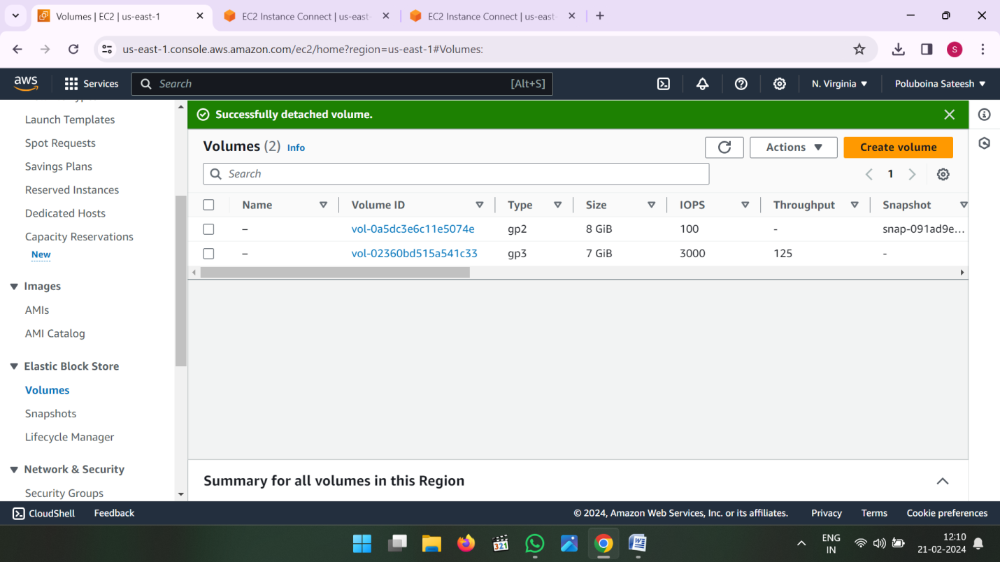 Volumes | EC2 | us-east-1
EC2 Instance Connect | us-east-
EC2 Instance Connect | us-east-
us-east-1.console.aws.amazon.com/ec2/home?region=us-east-1#Volumes:
S
aws
Services
Search
[Alt+S]
N. Virginia
Poluboina Sateesh
Launch Templates
Spot Requests
Savings Plans
Reserved Instances
Dedicated Hosts
Capacity Reservations
New
Images
AMIs
AMI Catalog
Elastic Block Store
Volumes
Snapshots
Lifecycle Manager
Network & Security
Security Groups
Successfully detached volume.
Volumes (2) Info
Actions
Create volume
Search
1
Name Volume ID Type Size IOPS Throughput Snapshot
– vol-0a5dc3e6c11e5074e gp2 8 GiB 100 - snap-091ad9e...
– vol-02360bd515a541c33 gp3 7 GiB 3000 125 -
Summary for all volumes in this Region
CloudShell Feedback © 2024, Amazon Web Services, Inc. or its affiliates. Privacy Terms Cookie preferences
321
ENG
IN
12:10
21-02-2024